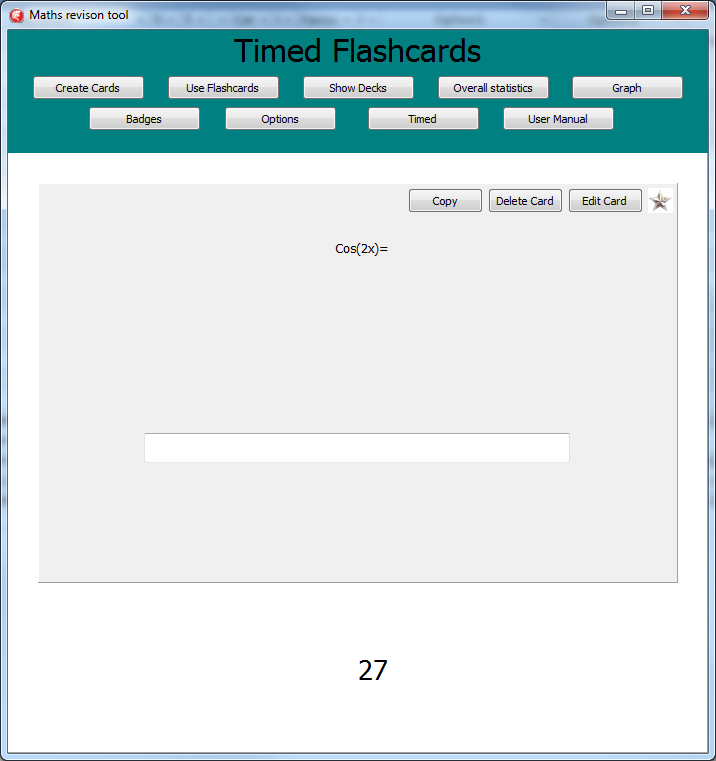 Maths revison tool
Timed Flashcards
Create Cards Use Flashcards Show Decks Overall statistics Graph
Badges Options Timed User Manual
Copy Delete Card Edit Card
Cos(2x)=
27